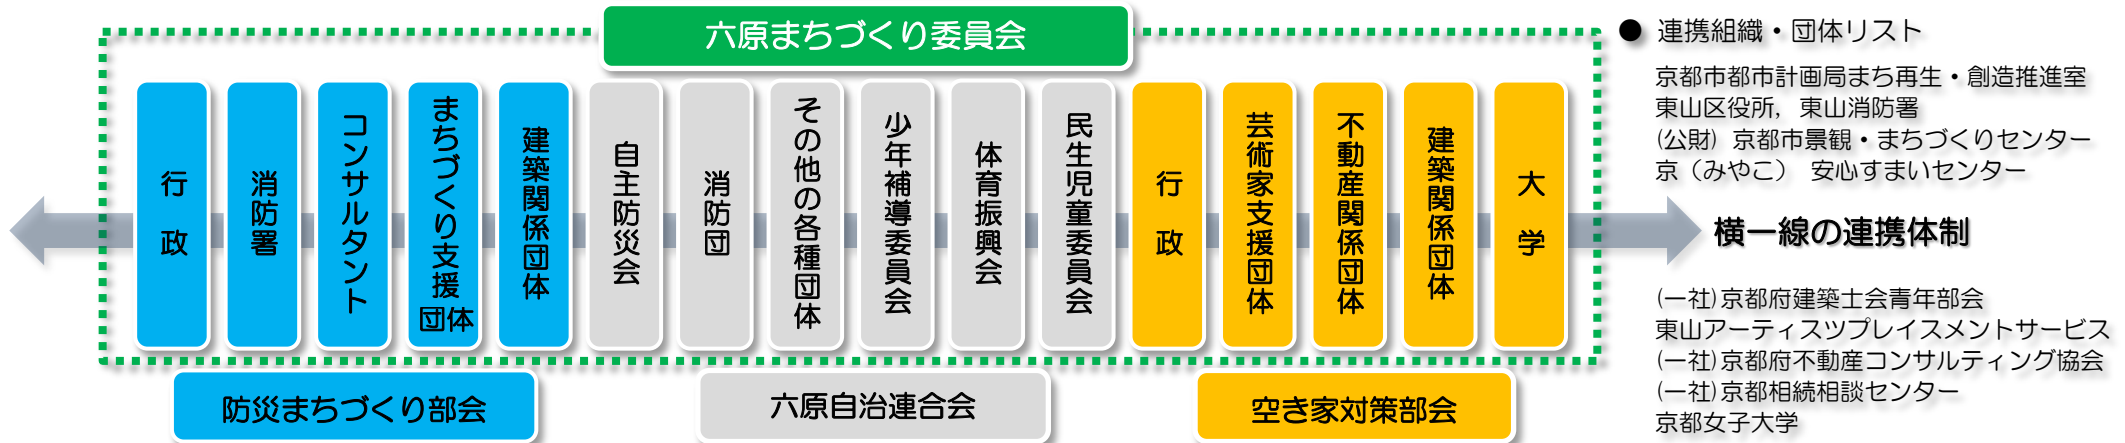 六原まちづくり委員会
行政
消防署
コンサルタント
まちづくり支援
団体
建築関係団体
自主防災会
消防団
その他の各種団体
少年補導委員会
体育振興会
民生児童委員会
行政
芸術家支援団体
不動産関係団体
建築関係団体
大学
防災まちづくり部会
六原自治連合会
空き家対策部会
● 連携組織・団体リスト
京都市都市計画局まち再生・創造推進室
東山区役所，東山消防署
(公財) 京都市景観・まちづくりセンター
京（みやこ） 安心すまいセンター
横一線の連携体制
(一社)京都府建築士会青年部会
東山アーティスツプレイスメントサービス
(一社)京都府不動産コンサルティング協会
(一社)京都相続相談センター
京都女子大学